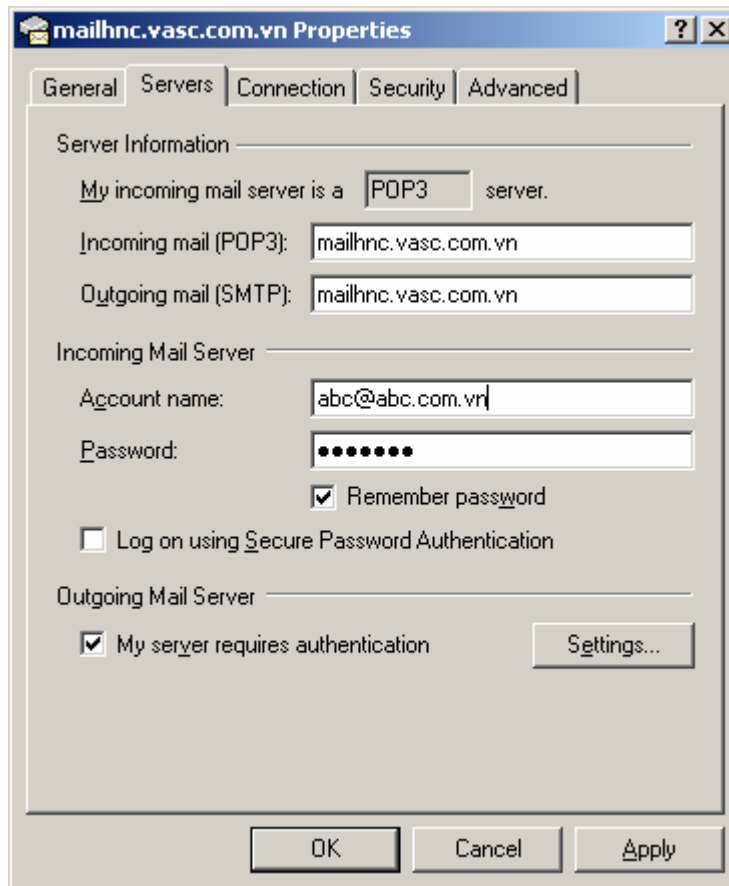 mailhnc.vasc.com.vn Properties
General Servers Connection Security Advanced
Server Information
My incoming mail server is a POP3 server.
Incoming mail (POP3): mailhnc.vasc.com.vn
Outgoing mail (SMTP): mailhnc.vasc.com.vn
Incoming Mail Server
Account name: abc@abc.com.vn
Password: •••••••
Remember password
Log on using Secure Password Authentication
Outgoing Mail Server
My server requires authentication Settings...
OK Cancel Apply